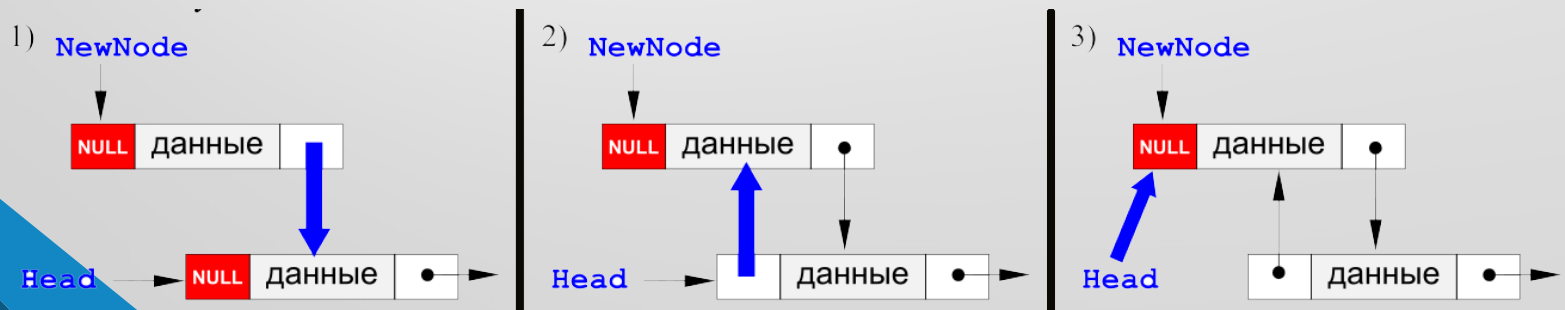 1) NewNode
NULL данные
Head NULL данные
2) NewNode
NULL данные
Head данные
3) NewNode
NULL данные
Head данные